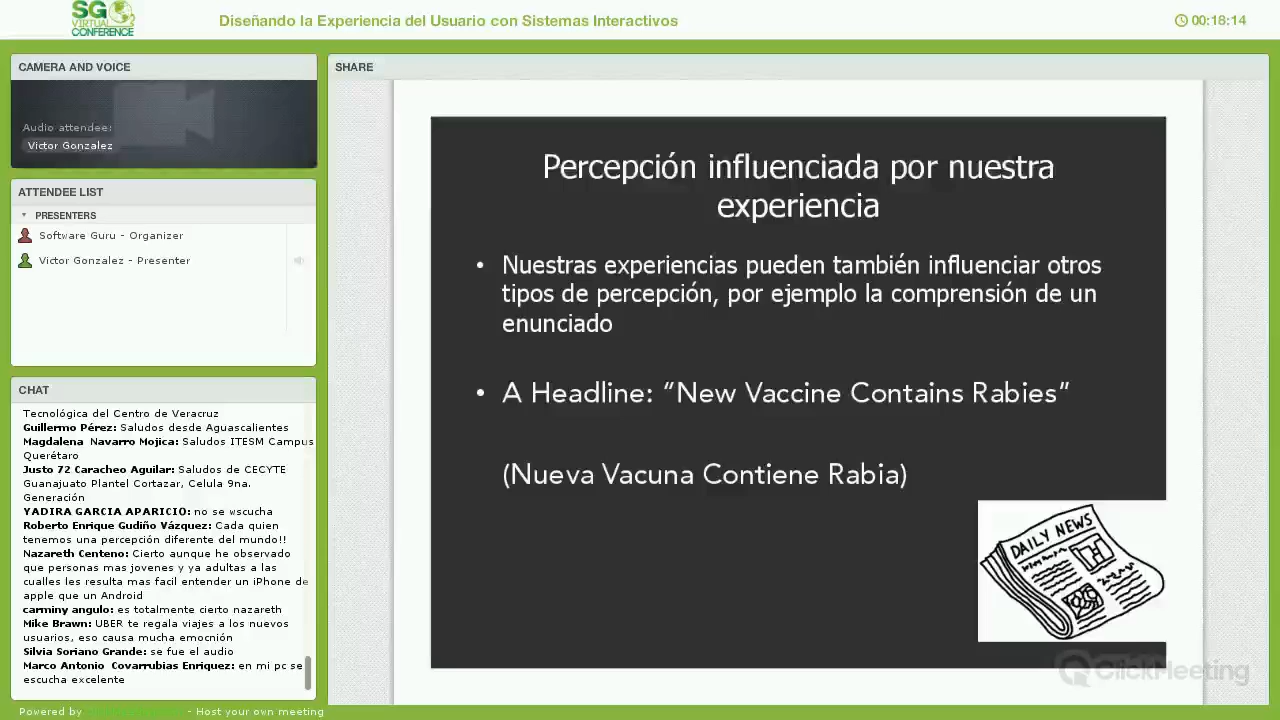 SG
VIRTUAL
CONFERENCE
Diseñando la Experiencia del Usuario con Sistemas Interactivos
00:18:14
CAMERA AND VOICE
Audio attendee:
Victor Gonzalez
ATTENDEE LIST
PRESENTERS
Software Guru - Organizer
Victor Gonzalez - Presenter
CHAT
Tecnológica del Centro de Veracruz
Guillermo Pérez: Saludos desde Aguascalientes
Magdalena Navarro Mojica: Saludos ITESM Campus
Querétaro
Justo 72 Caracheo Aguilar: Saludos de CECYTE
Guanajuato Plantel Cortazar, Celula 9na.
Generación
YADIRA GARCIA APARICIO: no se wscucha
Roberto Enrique Gudiño Vázquez: Cada quien
tenemos una percepción diferente del mundo!!
Nazareth Centeno: Cierto aunque he observado
que personas mas jovenes y ya adultas a las
cualles les resulta mas facil entender un iPhone de
apple que un Android
carminy angulo: es totalmente cierto nazareth
Mike Brawn: UBER te regala viajes a los nuevos
usuarios, eso causa mucha emocnión
Silvia Soriano Grande: se fue el audio
Marco Antonio Covarrubias Enriquez: en mi pc se
escucha excelente
Powered by
- Host your own meeting
SHARE
Percepción influenciada por nuestra
experiencia
• Nuestras experiencias pueden también influenciar otros
tipos de percepción, por ejemplo la comprensión de un
enunciado
• A Headline: “New Vaccine Contains Rabies”
(Nueva Vacuna Contiene Rabia)
DAILY NEWS
ClickMeeting